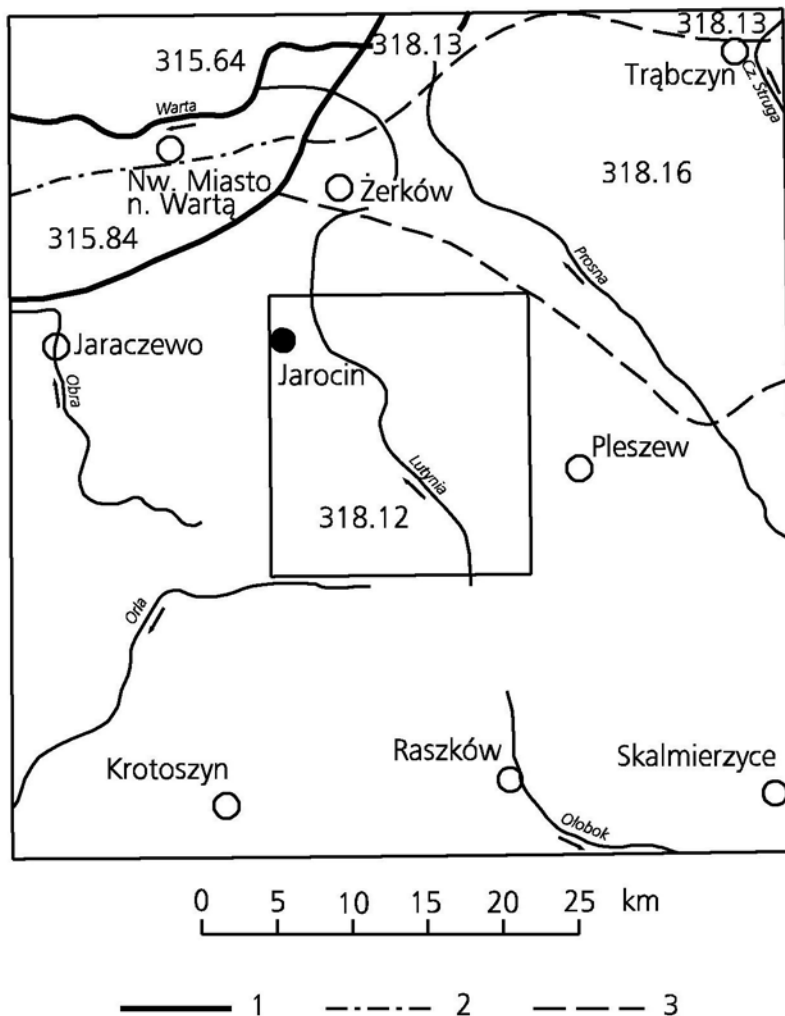 318.13
318.13
315.64
Trąbczyn
Cz. Struga
Warta
Nw. Miasto
n. Wartą
Żerków
318.16
315.84
Prosna
Jaraczewo
Jarocin
Obra
Pleszew
Lutynia
318.12
Orla
Krotoszyn
Raszków
Skalmierzyce
Ołobok
0 5 10 15 20 25 km
1 2 3